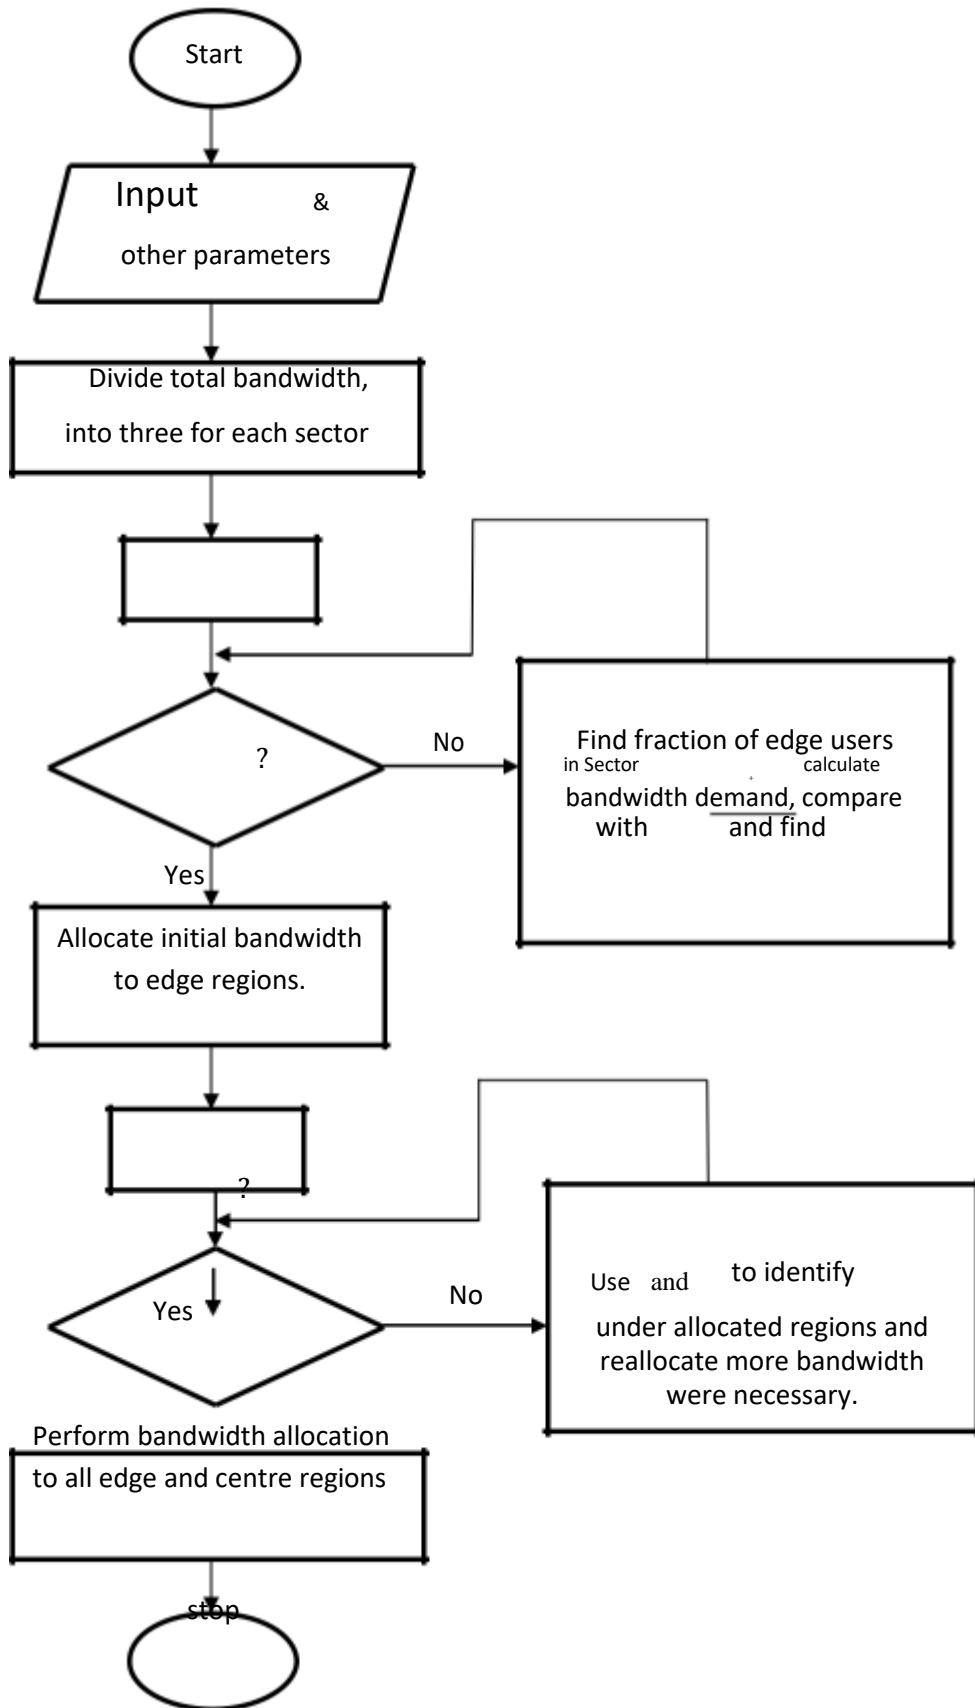 Start
Input &
other parameters
Divide total bandwidth,
into three for each sector
?
No
Find fraction of edge users
in Sector calculate
bandwidth demand, compare
with and find
Yes
Allocate initial bandwidth
to edge regions.
?
Yes
No
Use and to identify
under allocated regions and
reallocate more bandwidth
were necessary.
Perform bandwidth allocation
to all edge and centre regions
stop